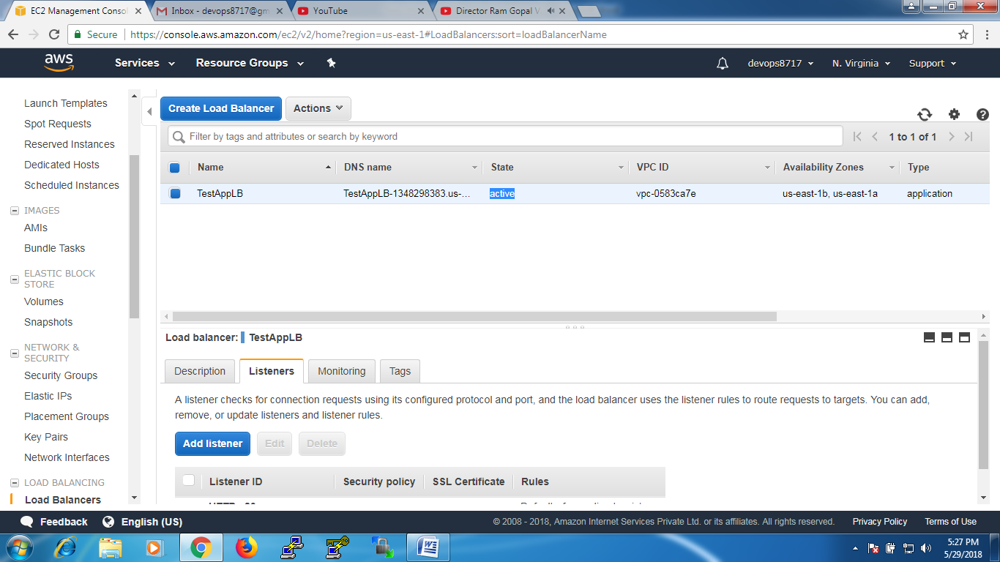 EC2 Management Consol
Inbox - devops8717@gm
YouTube
Director Ram Gopal V
Secure
https://console.aws.amazon.com/ec2/v2/home?region=us-east-1#LoadBalancers:sort=loadBalancerName
aws
Services
Resource Groups
devops8717
N. Virginia
Support
Launch Templates
Spot Requests
Reserved Instances
Dedicated Hosts
Scheduled Instances
IMAGES
AMIs
Bundle Tasks
ELASTIC BLOCK
STORE
Volumes
Snapshots
NETWORK &
SECURITY
Security Groups
Elastic IPs
Placement Groups
Key Pairs
Network Interfaces
LOAD BALANCING
Load Balancers
Create Load Balancer
Actions
Filter by tags and attributes or search by keyword
1 to 1 of 1
Name DNS name State VPC ID Availability Zones Type
TestAppLB TestAppLB-1348298383.us-... active vpc-0583ca7e us-east-1b, us-east-1a application
Load balancer: TestAppLB
Description
Listeners
Monitoring
Tags
A listener checks for connection requests using its configured protocol and port, and the load balancer uses the listener rules to route requests to targets. You can add,
remove, or update listeners and listener rules.
Add listener
Edit
Delete
Listener ID Security policy SSL Certificate Rules
Feedback
English (US)
© 2008 - 2018, Amazon Internet Services Private Ltd. or its affiliates. All rights reserved.
Privacy Policy
Terms of Use
5:27 PM
5/29/2018